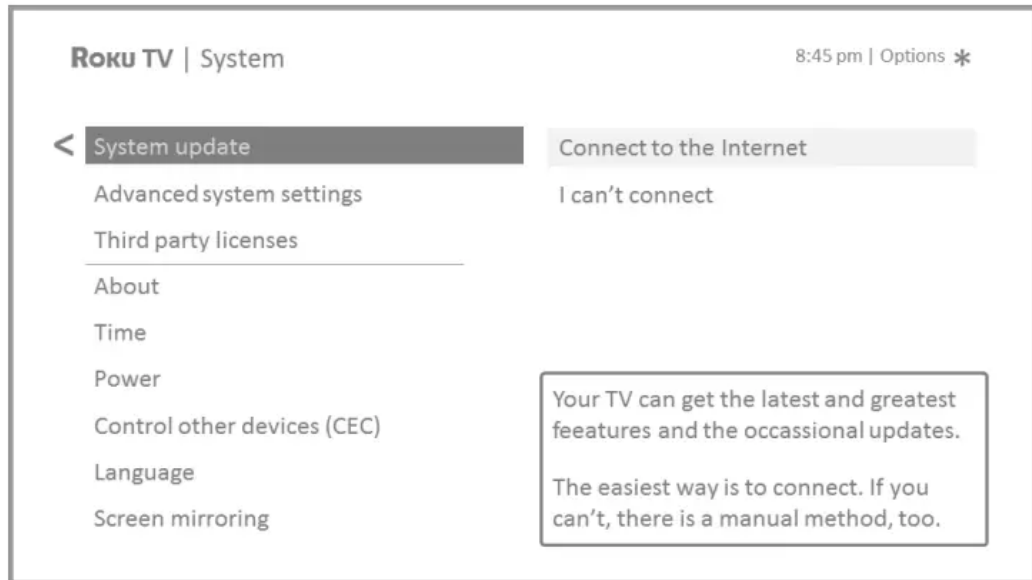 ROKU TV | System
8:45 pm | Options *
< System update
Advanced system settings
Third party licenses
About
Time
Power
Control other devices (CEC)
Language
Screen mirroring
Connect to the Internet
I can't connect
Your TV can get the latest and greatest
feeatures and the occassional updates.
The easiest way is to connect. If you
can't, there is a manual method, too.